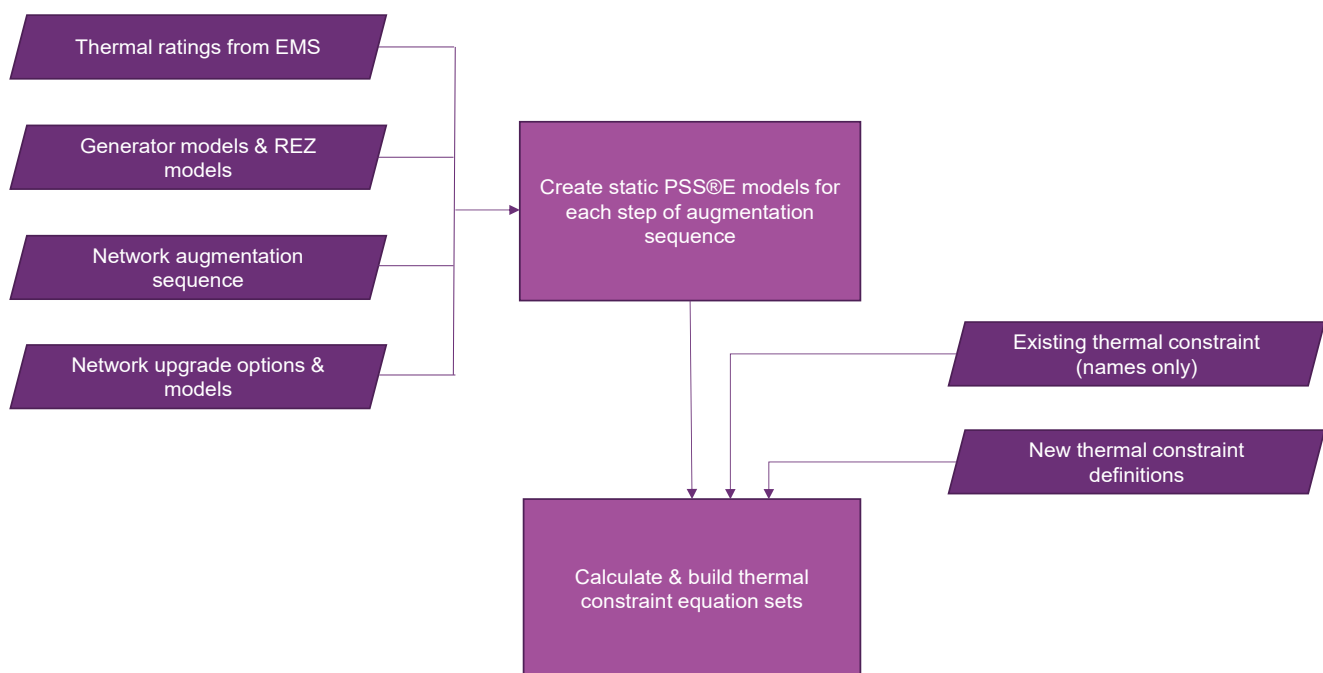 Thermal ratings from EMS
Generator models & REZ
models
Network augmentation
sequence
Network upgrade options &
models
Create static PSS®E models for
each step of augmentation
sequence
Existing thermal constraint
(names only)
New thermal constraint
definitions
Calculate & build thermal
constraint equation sets